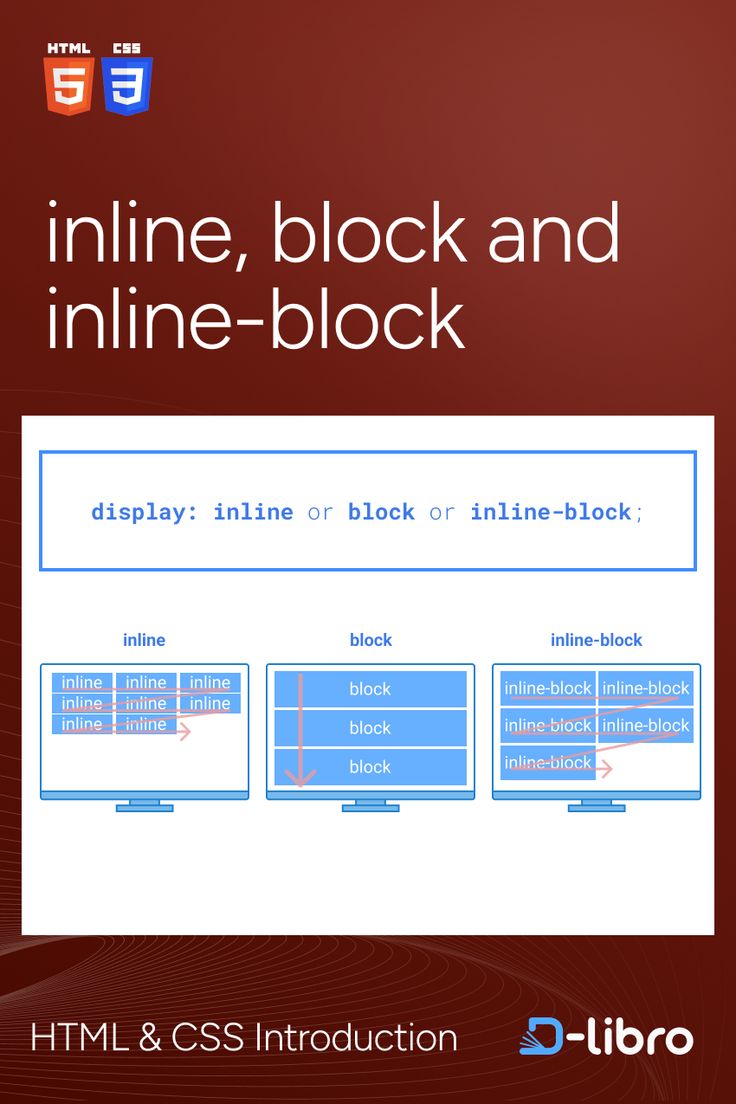 HTML CSS
5 3
inline, block and
inline-block
display: inline or block or inline-block;
inline block inline-block
inline inline inline
inline inline inline
inline inline
block
block
block
inline-block inline-block
inline-block inline-block
inline-block
HTML & CSS Introduction
D-libro